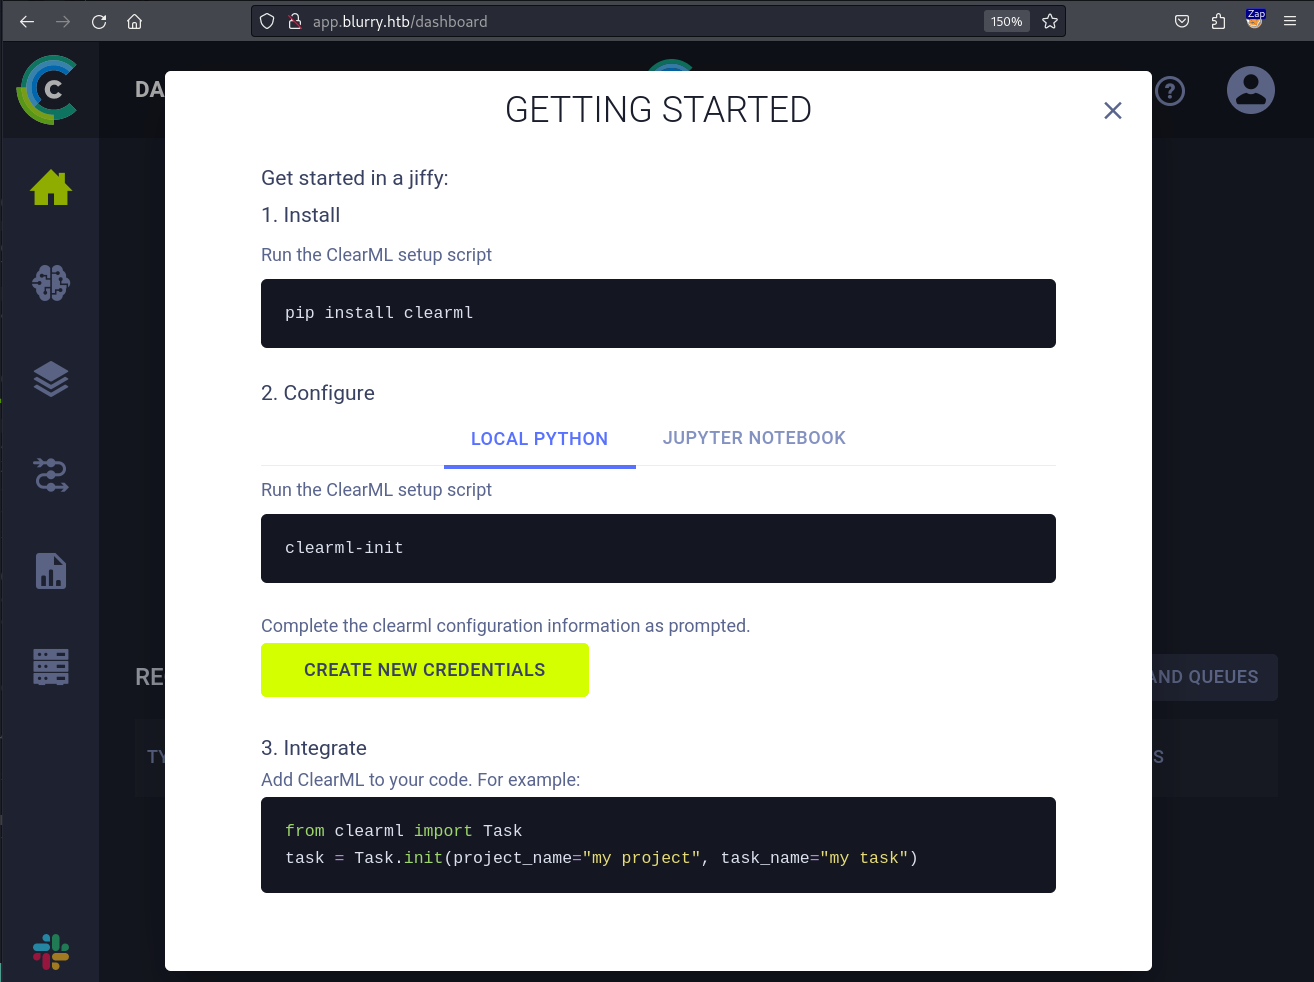 app.blurry.htb/dashboard
150%
Zap
C
DA
GETTING STARTED
?
Get started in a jiffy:
1. Install
Run the ClearML setup script
pip install clearml
2. Configure
LOCAL PYTHON
JUPYTER NOTEBOOK
Run the ClearML setup script
clearml-init
Complete the clearml configuration information as prompted.
CREATE NEW CREDENTIALS
RE
AND QUEUES
3. Integrate
TY
S
Add ClearML to your code. For example:
from clearml import Task
task = Task.init(project_name="my project", task_name="my task")